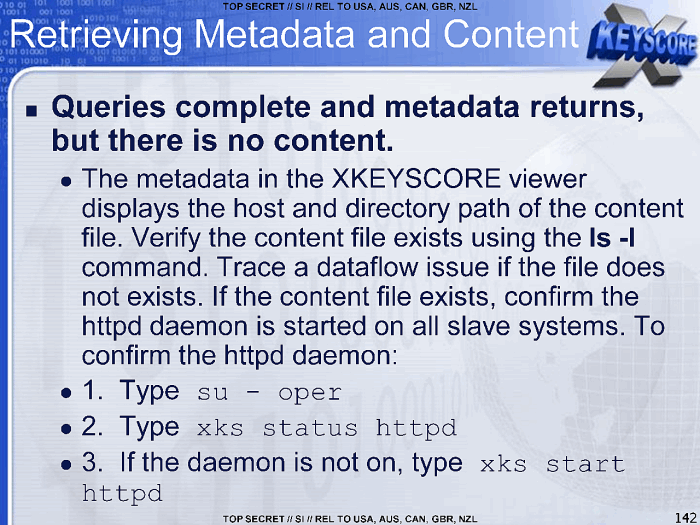 TOP SECRET // SI // REL TO USA, AUS, CAN, GBR, NZL
Retrieving Metadata and Content
XKEYSCORE
Queries complete and metadata returns,
but there is no content.
The metadata in the XKEYSCORE viewer
displays the host and directory path of the content
file. Verify the content file exists using the ls -l
command. Trace a dataflow issue if the file does
not exists. If the content file exists, confirm the
httpd daemon is started on all slave systems. To
confirm the httpd daemon:
1. Type su - oper
2. Type xks status httpd
3. If the daemon is not on, type xks start
httpd
TOP SECRET // SI // REL TO USA, AUS, CAN, GBR, NZL
142